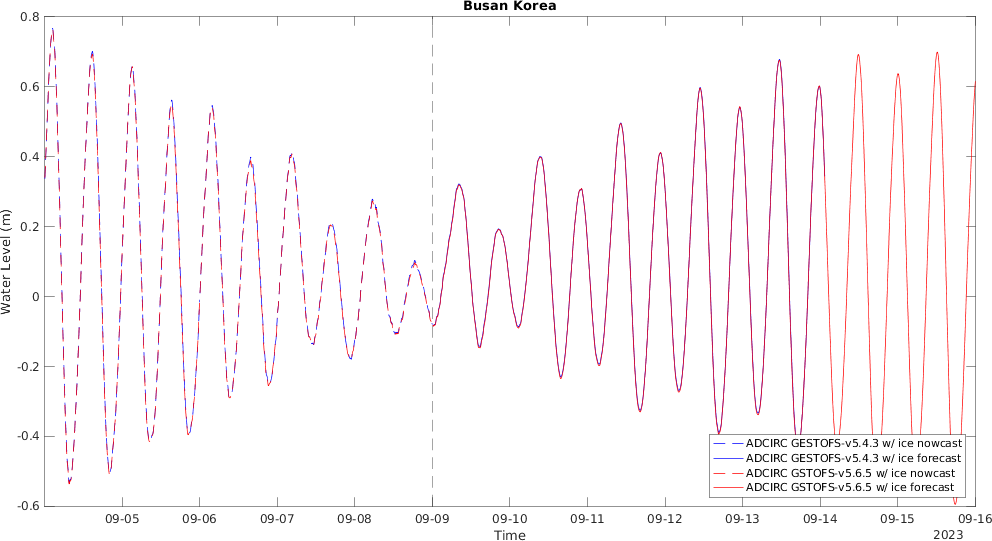 Busan Korea
0.8
0.6
0.4
0.2
0
-0.2
-0.4
-0.6
Water Level (m)
ADCIRC GESTOFS-v5.4.3 w/ ice nowcast
ADCIRC GESTOFS-v5.4.3 w/ ice forecast
ADCIRC GSTOFS-v5.6.5 w/ ice nowcast
ADCIRC GSTOFS-v5.6.5 w/ ice forecast
09-05 09-06 09-07 09-08 09-09 09-10 09-11 09-12 09-13 09-14 09-15 09-16
Time
2023